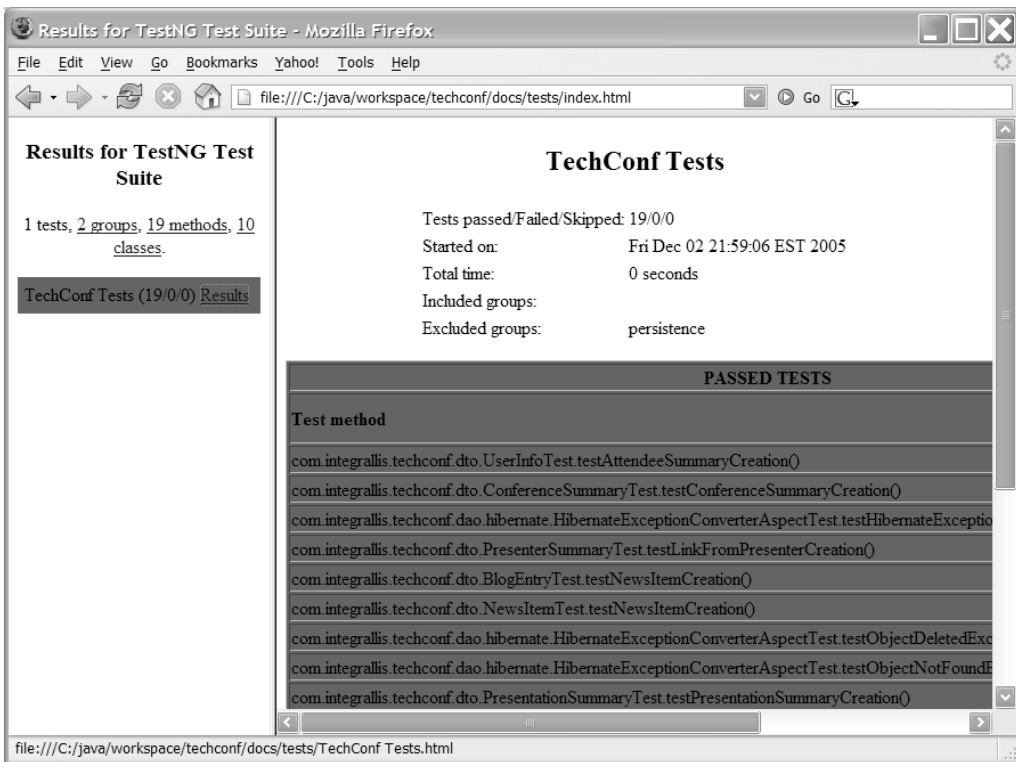 Results for TestNG Test Suite - Mozilla Firefox
File Edit View Go Bookmarks Yahoo! Tools Help
file:///C:/java/workspace/techconf/docs/tests/index.html Go G
Results for TestNG Test
Suite
1 tests, 2 groups, 19 methods, 10
classes.
TechConf Tests (19/0/0) Results
TechConf Tests
Tests passed/Failed/Skipped: 19/0/0
Started on: Fri Dec 02 21:59:06 EST 2005
Total time: 0 seconds
Included groups:
Excluded groups: persistence
PASSED TESTS
Test method
com.integrallis.techconf.dto.UserInfoTest.testAttendeeSummaryCreation()
com.integrallis.techconf.dto.ConferenceSummaryTest.testConferenceSummaryCreation()
com.integrallis.techconf.dao.hibernate.HibernateExceptionConverterAspectTest.testHibernateExceptio
com.integrallis.techconf.dto.PresenterSummaryTest.testLinkFromPresenterCreation()
com.integrallis.techconf.dto.BlogEntryTest.testNewsItemCreation()
com.integrallis.techconf.dto.NewsItemTest.testNewsItemCreation()
com.integrallis.techconf.dao.hibernate.HibernateExceptionConverterAspectTest.testObjectDeletedExc
com.integrallis.techconf.dao.hibernate.HibernateExceptionConverterAspectTest.testObjectNotFoundE
com.integrallis.techconf.dto.PresentationSummaryTest.testPresentationSummaryCreation()
file:///C:/java/workspace/techconf/docs/tests/TechConf Tests.html